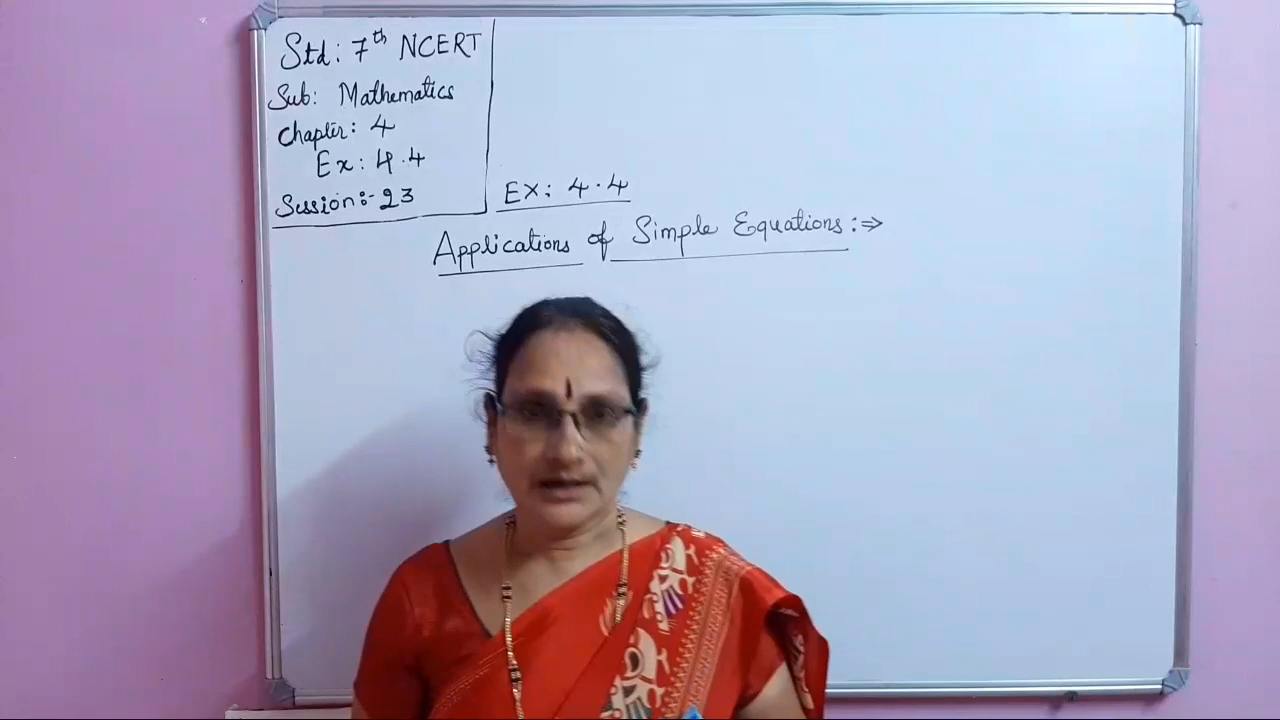 Std: 7th NCERT
Sub: Mathematics
Chapter: 4
Ex: 4.4
Session:- 23
EX: 4.4
Applications of Simple Equations :⇒